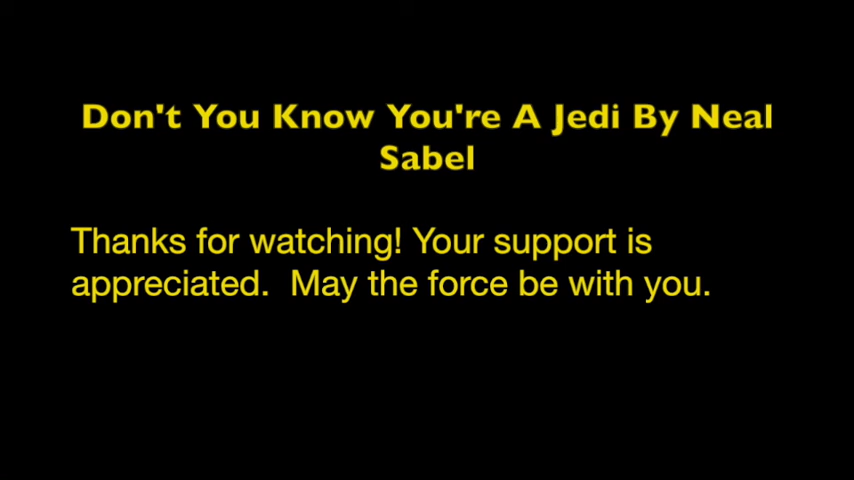 Don't You Know You're A Jedi By Neal
Sabel
Thanks for watching! Your support is
appreciated.  May the force be with you.